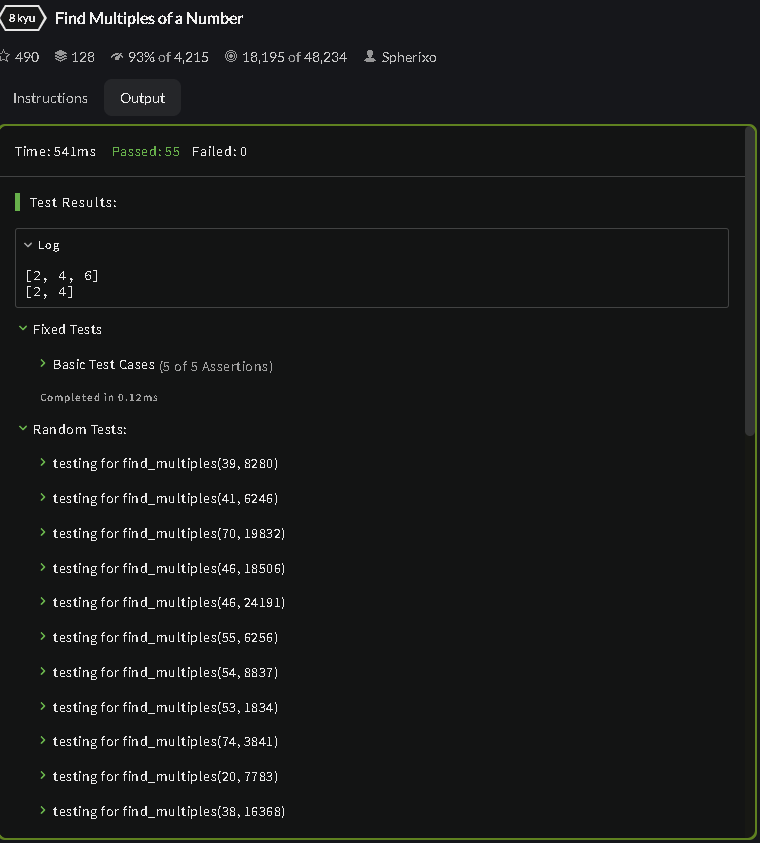 8 kyu Find Multiples of a Number
490 128 93% of 4,215 18,195 of 48,234 Spherixo
Instructions Output
Time: 541ms Passed: 55 Failed: 0
Test Results:
Log
[2, 4, 6]
[2, 4]
Fixed Tests
Basic Test Cases (5 of 5 Assertions)
Completed in 0.12ms
Random Tests:
testing for find_multiples(39, 8280)
testing for find_multiples(41, 6246)
testing for find_multiples(70, 19832)
testing for find_multiples(46, 18506)
testing for find_multiples(46, 24191)
testing for find_multiples(55, 6256)
testing for find_multiples(54, 8837)
testing for find_multiples(53, 1834)
testing for find_multiples(74, 3841)
testing for find_multiples(20, 7783)
testing for find_multiples(38, 16368)